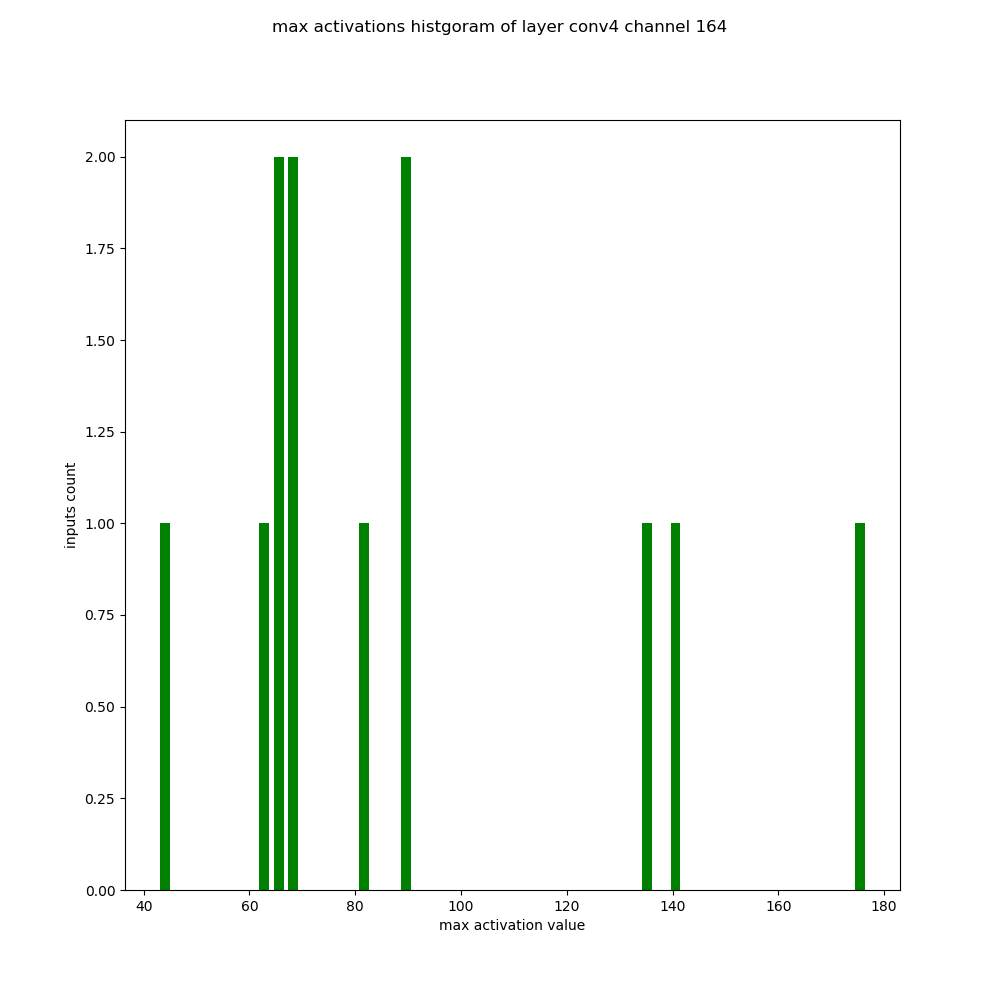 max activations histgoram of layer conv4 channel 164
2.00
1.75
1.50
1.25
1.00
0.75
0.50
0.25
0.00
inputs count
40 60 80 100 120 140 160 180
max activation value